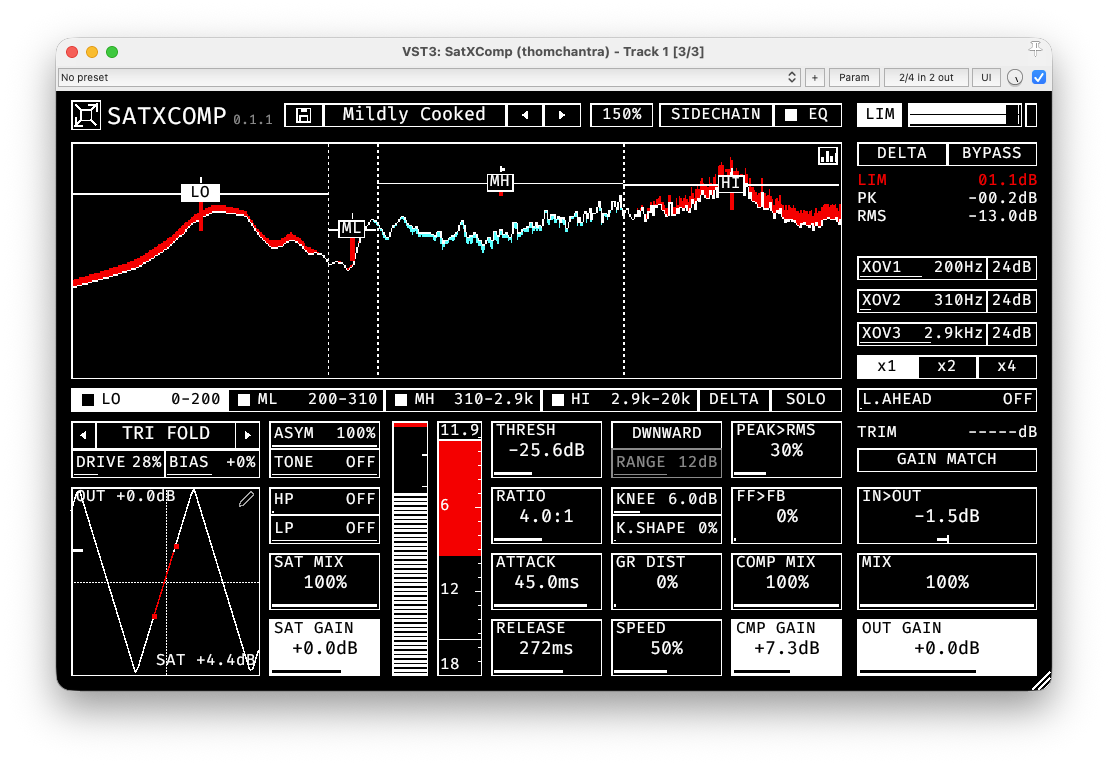 VST3: SatXComp (thomchantra) - Track 1 [3/3]
No preset + Param 2/4 in 2 out UI
SATXCOMP 0.1.1 Mildly Cooked 150% SIDECHAIN EQ LIM
DELTA BYPASS
LIM 01.1dB
PK -00.2dB
RMS -13.0dB
LO ML MH HI
XOV1 200Hz 24dB
XOV2 310Hz 24dB
XOV3 2.9kHz 24dB
x1 x2 x4
LO 0-200 ML 200-310 MH 310-2.9k HI 2.9k-20k DELTA SOLO
L.AHEAD OFF
TRI FOLD
DRIVE 28% BIAS +0%
OUT +0.0dB
SAT +4.4dB
ASYM 100%
TONE OFF
HP OFF
LP OFF
SAT MIX
100%
SAT GAIN
+0.0dB
11.9
6
12
18
THRESH
-25.6dB
RATIO
4.0:1
ATTACK
45.0ms
RELEASE
272ms
DWNWARD
RANGE 12dB
KNEE 6.0dB
K.SHAPE 0%
GR DIST
0%
SPEED
50%
PEAK>RMS
30%
FF>FB
0%
COMP MIX
100%
CMP GAIN
+7.3dB
TRIM -----dB
GAIN MATCH
IN>OUT
-1.5dB
MIX
100%
OUT GAIN
+0.0dB